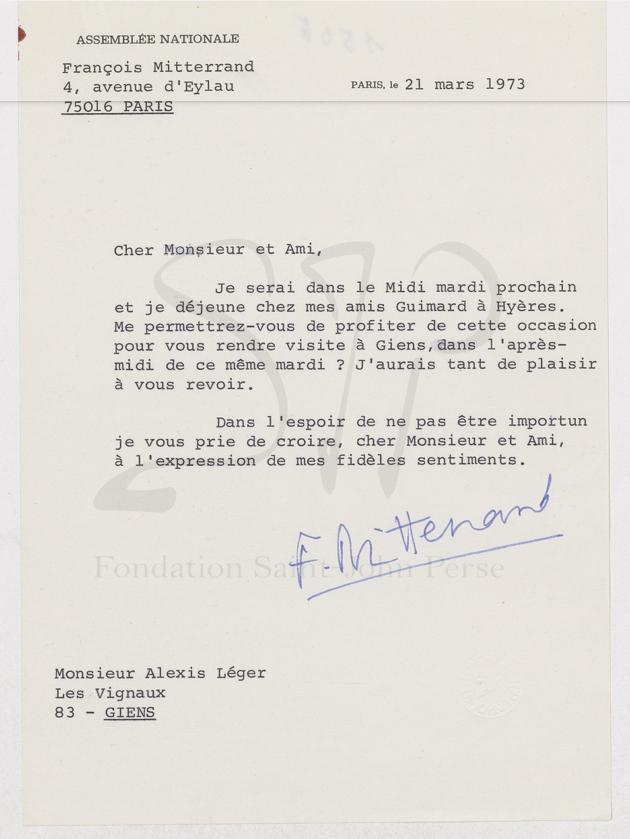 ASSEMBLÉE NATIONALE
François Mitterrand
4, avenue d'Eylau
75016 PARIS
PARIS, le 21 mars 1973
Cher Monsieur et Ami,
Je serai dans le Midi mardi prochain
et je déjeune chez mes amis Guimard à Hyères.
Me permettrez-vous de profiter de cette occasion
pour vous rendre visite à Giens,dans l'après-
midi de ce même mardi ? J'aurais tant de plaisir
à vous revoir.
Dans l'espoir de ne pas être importun
je vous prie de croire, cher Monsieur et Ami,
à l'expression de mes fidèles sentiments.
F. Mitterrand
Fondation Saint-John Perse
Monsieur Alexis Léger
Les Vignaux
83 - GIENS